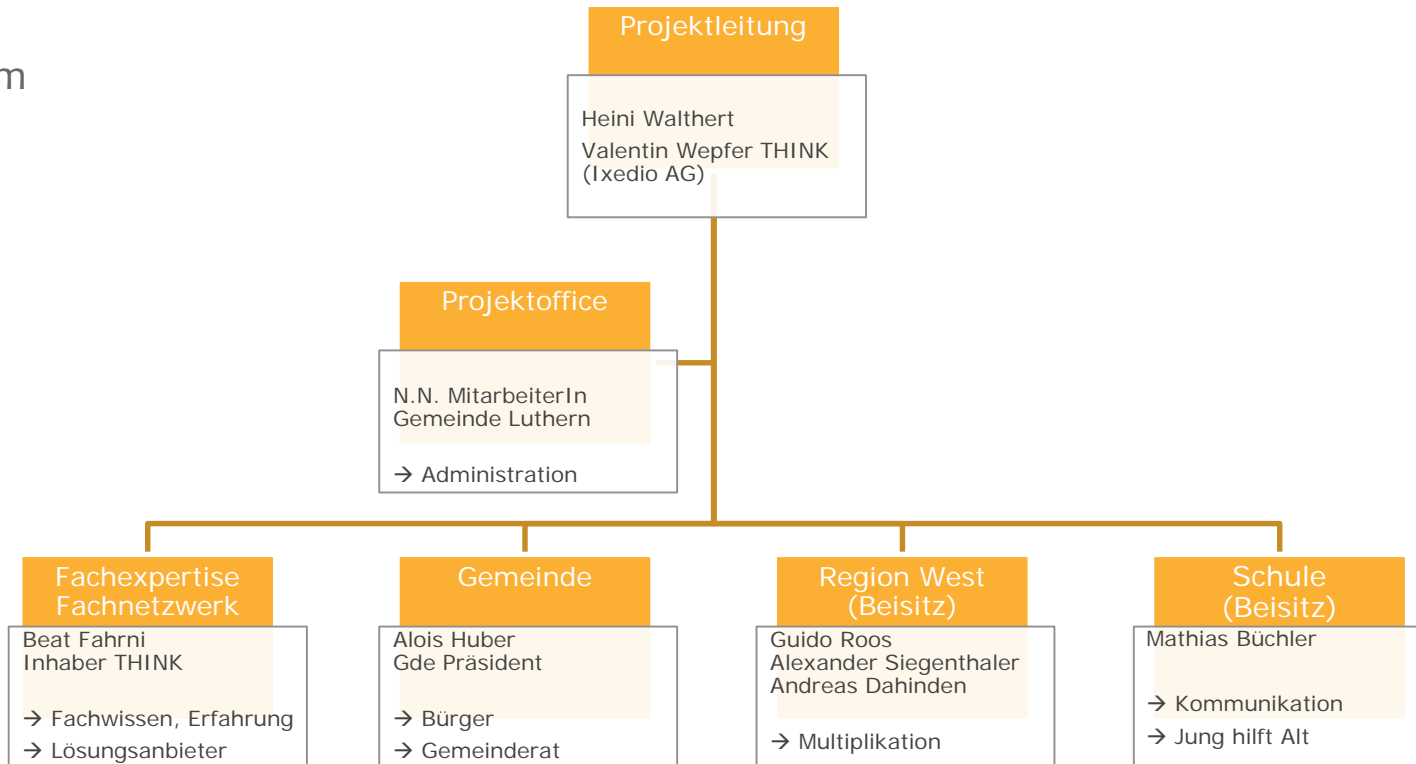 m
Projektleitung
Heini Walthert
Valentin Wepfer THINK
(Ixedio AG)
Projektoffice
N.N. MitarbeiterIn
Gemeinde Luthern
→ Administration
Fachexpertise
Fachnetzwerk
Beat Fahrni
Inhaber THINK
→ Fachwissen, Erfahrung
→ Lösungsanbieter
Gemeinde
Alois Huber
Gde Präsident
→ Bürger
→ Gemeinderat
Region West
(Beisitz)
Guido Roos
Alexander Siegenthaler
Andreas Dahinden
→ Multiplikation
Schule
(Beisitz)
Mathias Büchler
→ Kommunikation
→ Jung hilft Alt